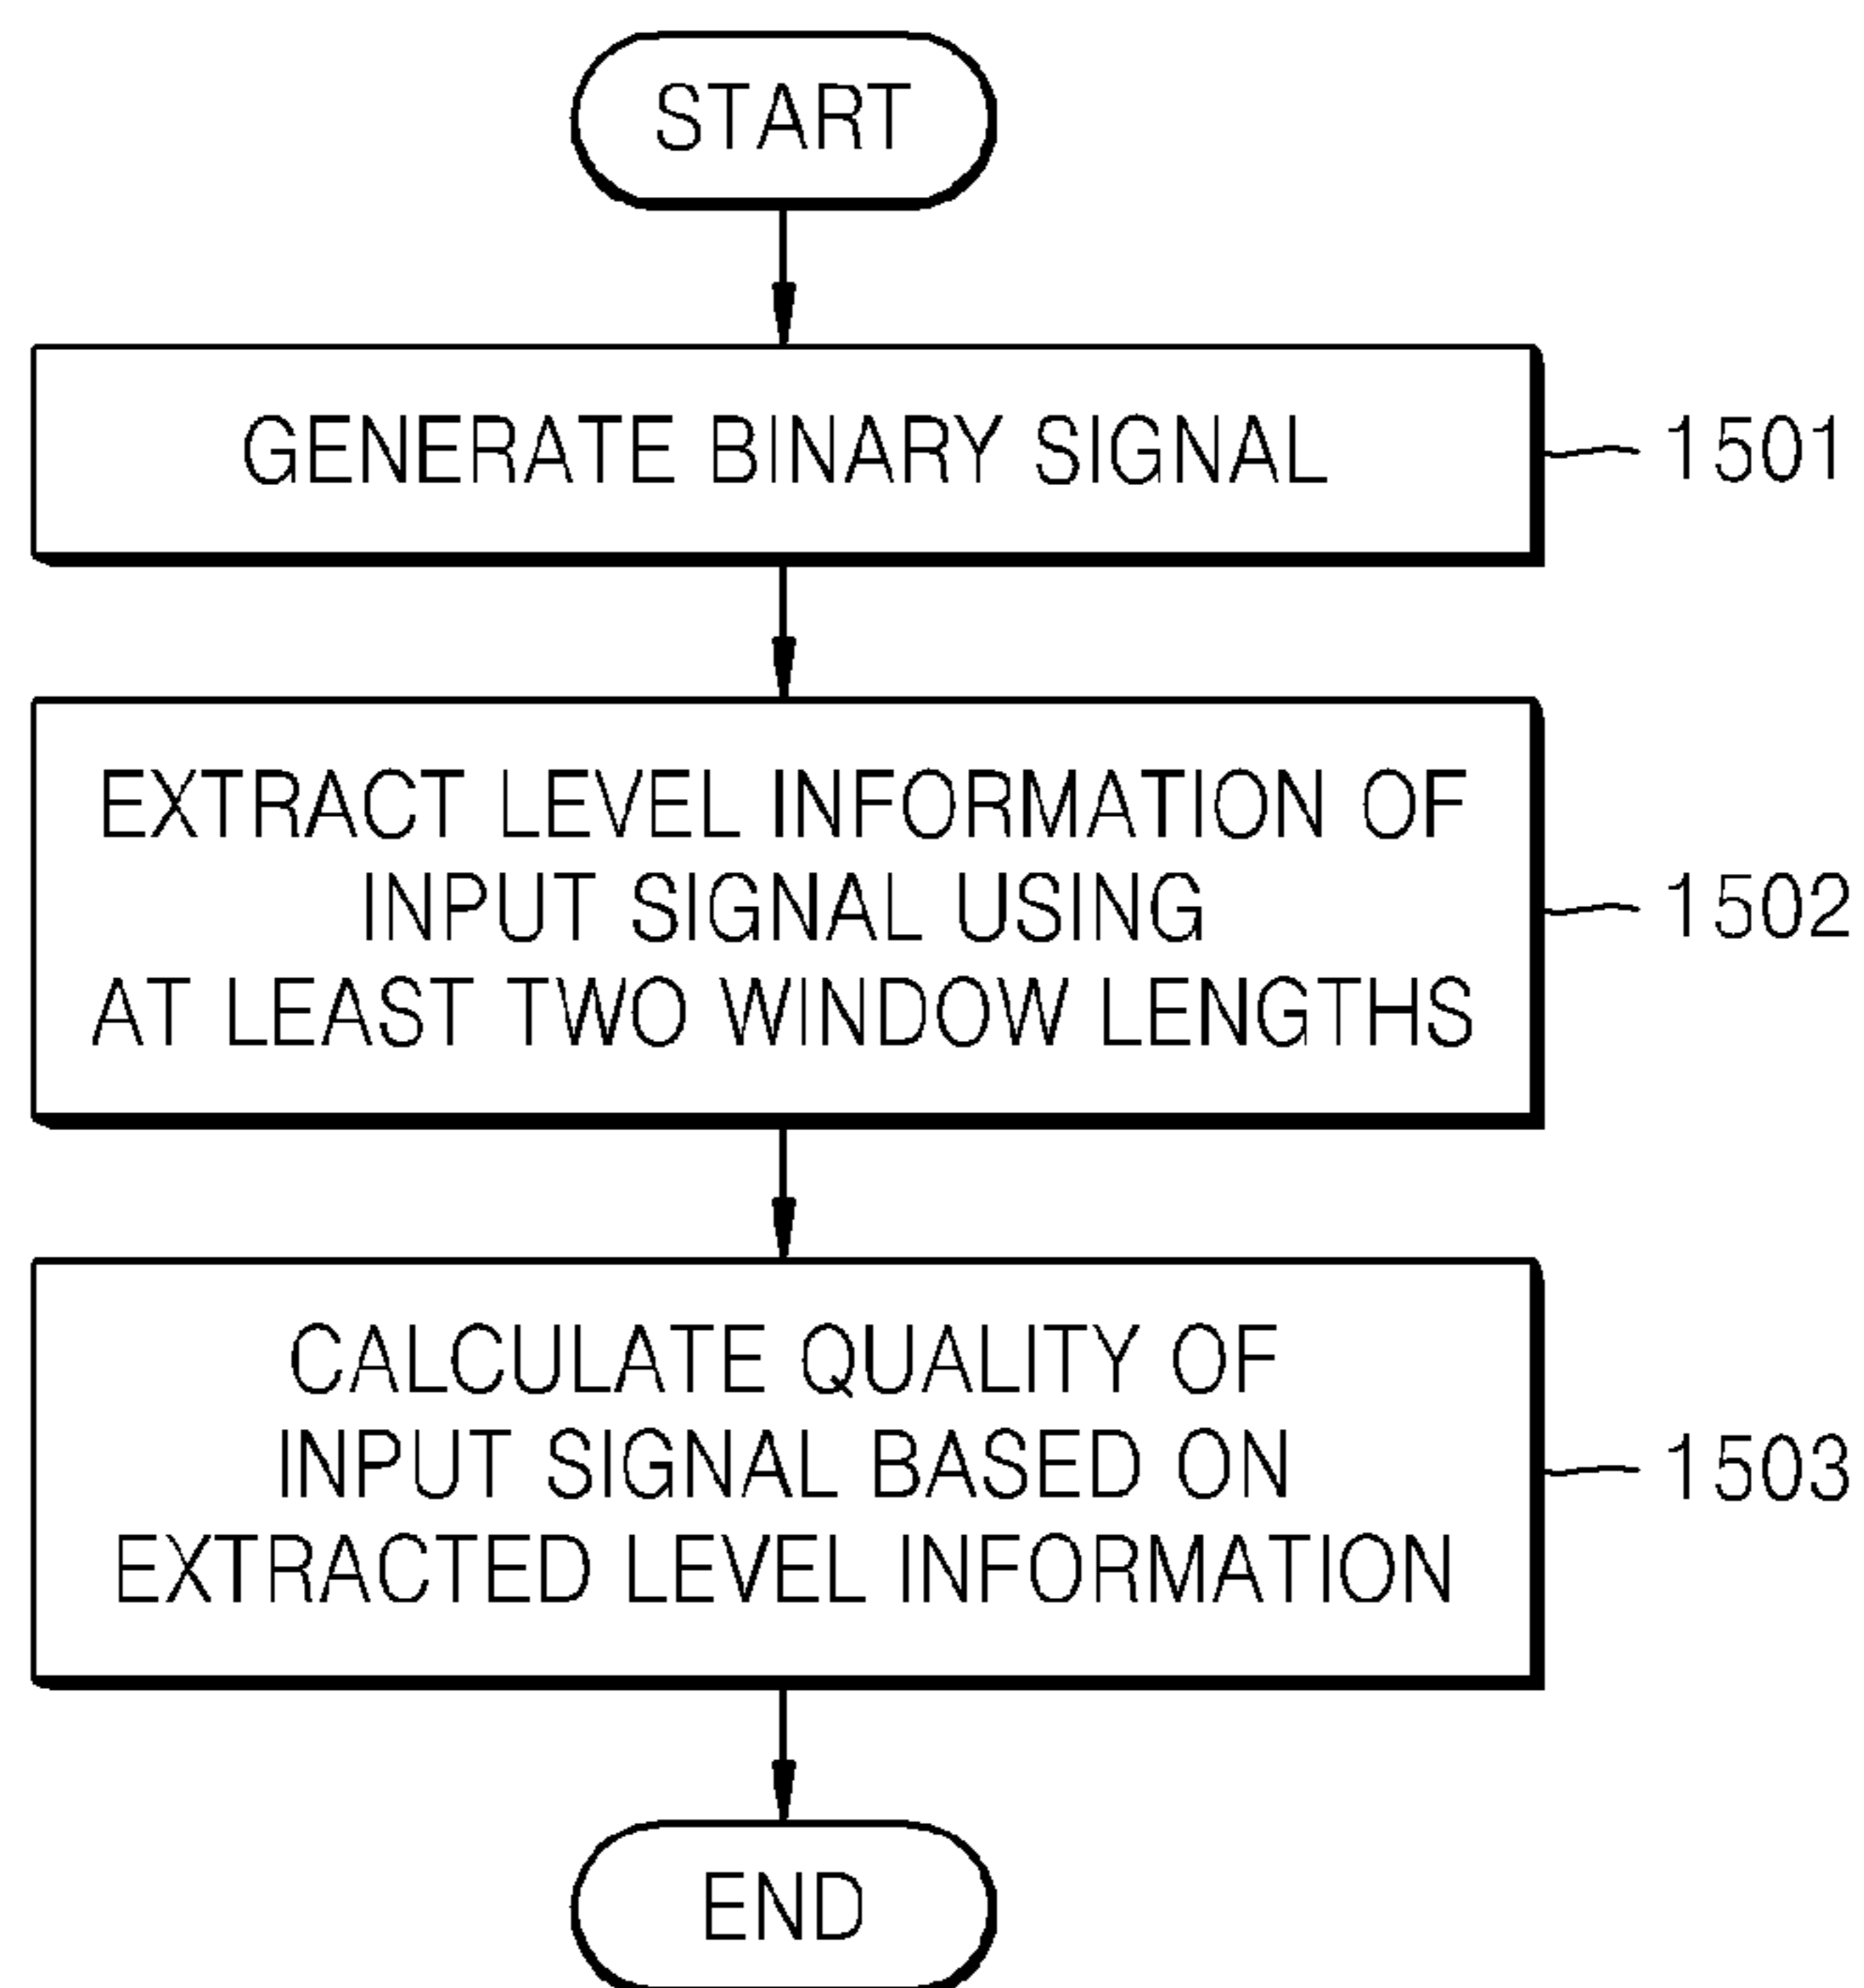 START
GENERATE BINARY SIGNAL
1501
EXTRACT LEVEL INFORMATION OF
INPUT SIGNAL USING
AT LEAST TWO WINDOW LENGTHS
1502
CALCULATE QUALITY OF
INPUT SIGNAL BASED ON
EXTRACTED LEVEL INFORMATION
1503
END